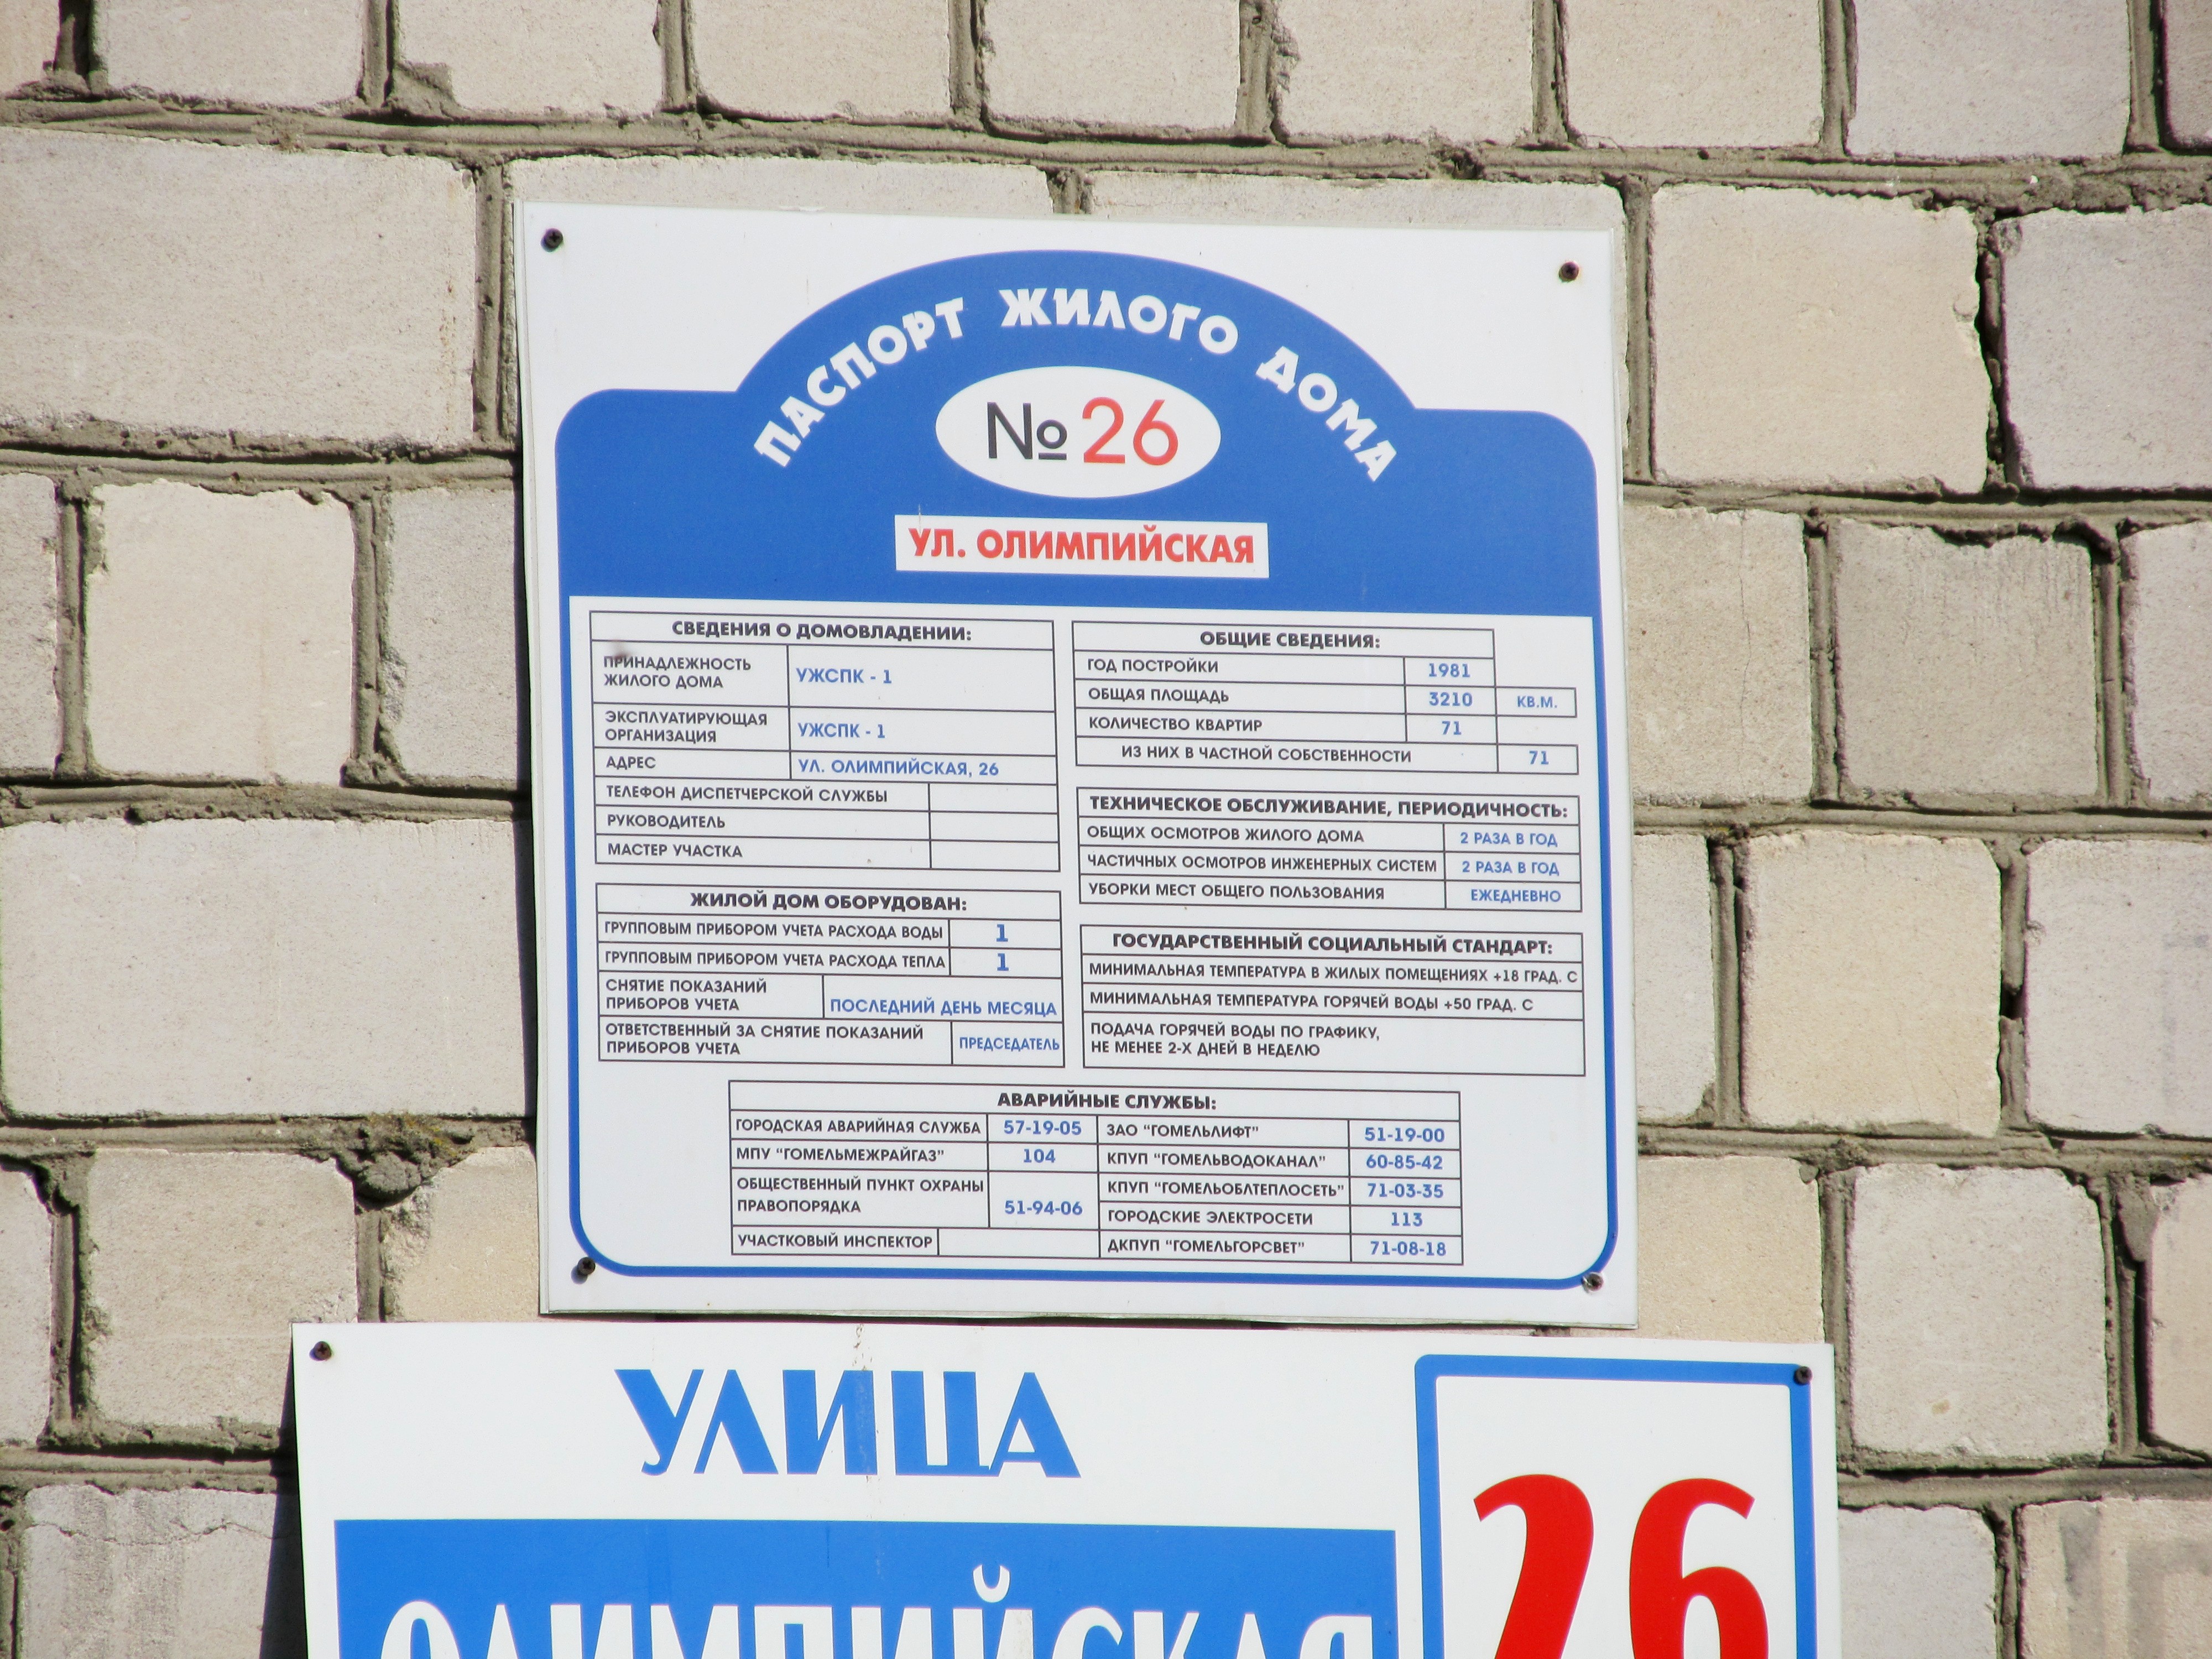 ПАСПОРТ ЖИЛОГО ДОМА
№ 26
УЛ. ОЛИМПИЙСКАЯ
СВЕДЕНИЯ О ДОМОВЛАДЕНИИ:
ПРИНАДЛЕЖНОСТЬ
ЖИЛОГО ДОМА
УЖСПК - 1
ЭКСПЛУАТИРУЮЩАЯ
ОРГАНИЗАЦИЯ
УЖСПК - 1
АДРЕС УЛ. ОЛИМПИЙСКАЯ, 26
ТЕЛЕФОН ДИСПЕТЧЕРСКОЙ СЛУЖБЫ
РУКОВОДИТЕЛЬ
МАСТЕР УЧАСТКА
ЖИЛОЙ ДОМ ОБОРУДОВАН:
ГРУППОВЫМ ПРИБОРОМ УЧЕТА РАСХОДА ВОДЫ 1
ГРУППОВЫМ ПРИБОРОМ УЧЕТА РАСХОДА ТЕПЛА 1
СНЯТИЕ ПОКАЗАНИЙ
ПРИБОРОВ УЧЕТА ПОСЛЕДНИЙ ДЕНЬ МЕСЯЦА
ОТВЕТСТВЕННЫЙ ЗА СНЯТИЕ ПОКАЗАНИЙ
ПРИБОРОВ УЧЕТА ПРЕДСЕДАТЕЛЬ
ОБЩИЕ СВЕДЕНИЯ:
ГОД ПОСТРОЙКИ 1981
ОБЩАЯ ПЛОЩАДЬ 3210 КВ.М.
КОЛИЧЕСТВО КВАРТИР 71
ИЗ НИХ В ЧАСТНОЙ СОБСТВЕННОСТИ 71
ТЕХНИЧЕСКОЕ ОБСЛУЖИВАНИЕ, ПЕРИОДИЧНОСТЬ:
ОБЩИХ ОСМОТРОВ ЖИЛОГО ДОМА 2 РАЗА В ГОД
ЧАСТИЧНЫХ ОСМОТРОВ ИНЖЕНЕРНЫХ СИСТЕМ 2 РАЗА В ГОД
УБОРКИ МЕСТ ОБЩЕГО ПОЛЬЗОВАНИЯ ЕЖЕДНЕВНО
ГОСУДАРСТВЕННЫЙ СОЦИАЛЬНЫЙ СТАНДАРТ:
МИНИМАЛЬНАЯ ТЕМПЕРАТУРА В ЖИЛЫХ ПОМЕЩЕНИЯХ +18 ГРАД. С
МИНИМАЛЬНАЯ ТЕМПЕРАТУРА ГОРЯЧЕЙ ВОДЫ +50 ГРАД. С
ПОДАЧА ГОРЯЧЕЙ ВОДЫ ПО ГРАФИКУ,
НЕ МЕНЕЕ 2-Х ДНЕЙ В НЕДЕЛЮ
АВАРИЙНЫЕ СЛУЖБЫ:
ГОРОДСКАЯ АВАРИЙНАЯ СЛУЖБА 57-19-05
МПУ "ГОМЕЛЬМЕЖРАЙГАЗ" 104
ОБЩЕСТВЕННЫЙ ПУНКТ ОХРАНЫ
ПРАВОПОРЯДКА 51-94-06
УЧАСТКОВЫЙ ИНСПЕКТОР
ЗАО "ГОМЕЛЬЛИФТ" 51-19-00
КПУП "ГОМЕЛЬВОДОКАНАЛ" 60-85-42
КПУП "ГОМЕЛЬОБЛТЕПЛОСЕТЬ" 71-03-35
ГОРОДСКИЕ ЭЛЕКТРОСЕТИ 113
ДКПУП "ГОМЕЛЬГОРСВЕТ" 71-08-18
УЛИЦА
ОЛИМПИЙСКАЯ
26